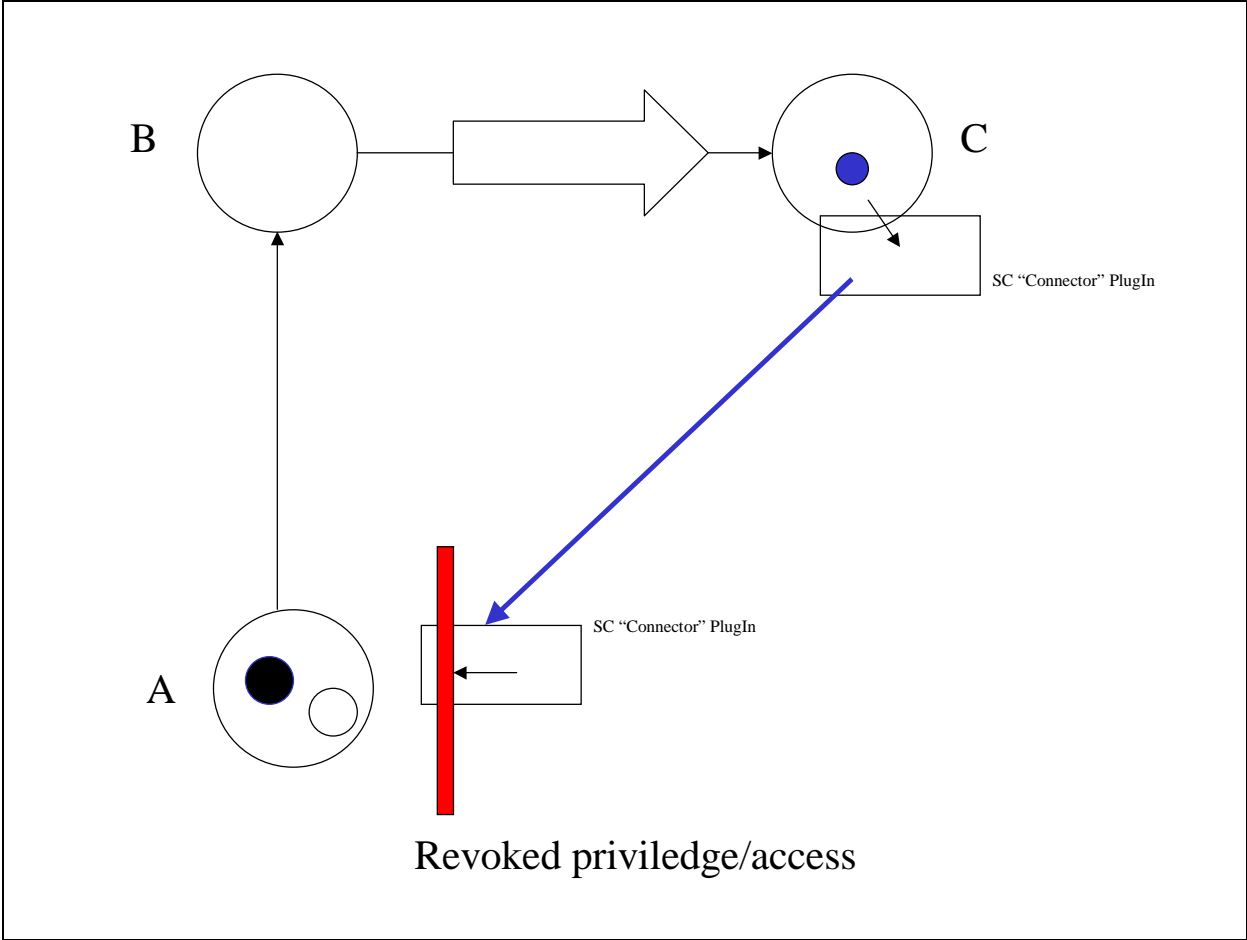 B
C
SC “Connector” PlugIn
SC “Connector” PlugIn
A
Revoked priviledge/access